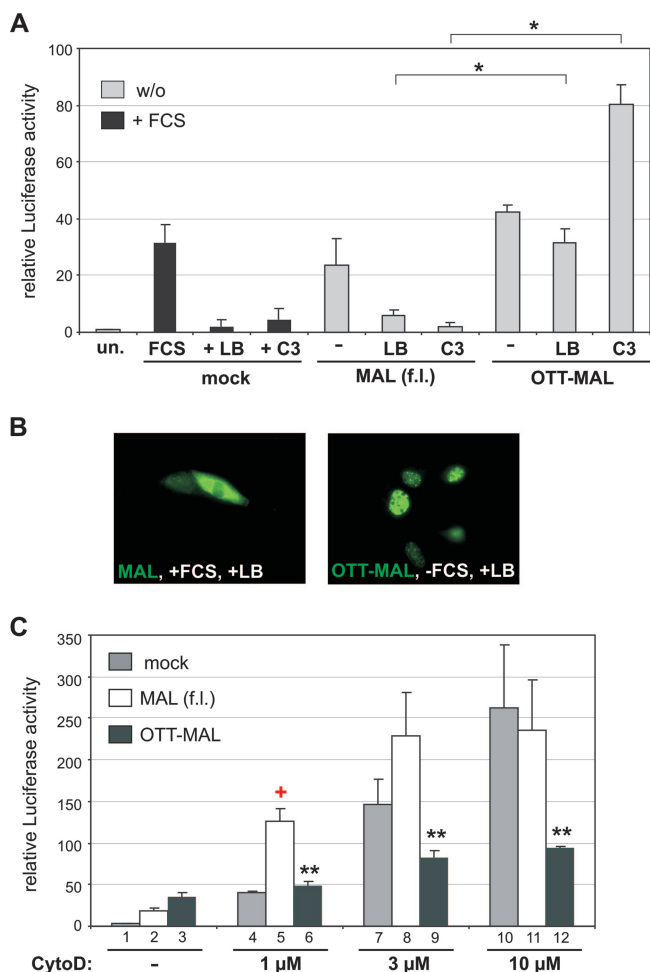 A
relative Luciferase activity
100
80
60
40
20
0
w/o
+ FCS
*
*
un. FCS + LB + C3 - LB C3 - LB C3
mock MAL (f.l.) OTT-MAL
B
MAL, +FCS, +LB
OTT-MAL, -FCS, +LB
C
relative Luciferase activity
350
300
250
200
150
100
50
0
mock
MAL (f.l.)
OTT-MAL
+
**
**
**
1 2 3 4 5 6 7 8 9 10 11 12
CytoD: - 1 µM 3 µM 10 µM